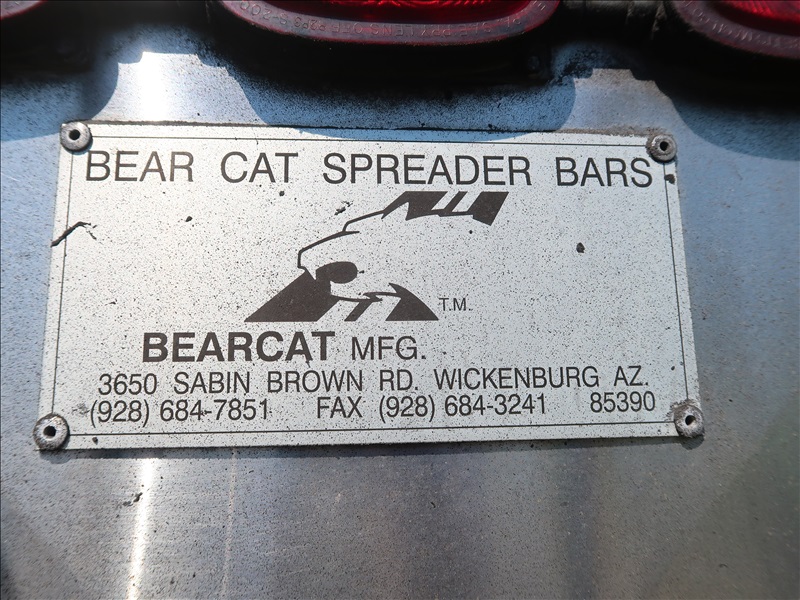 BEAR CAT SPREADER BARS
T.M.
BEARCAT MFG.
3650 SABIN BROWN RD. WICKENBURG AZ.
(928) 684-7851 FAX (928) 684-3241 85390